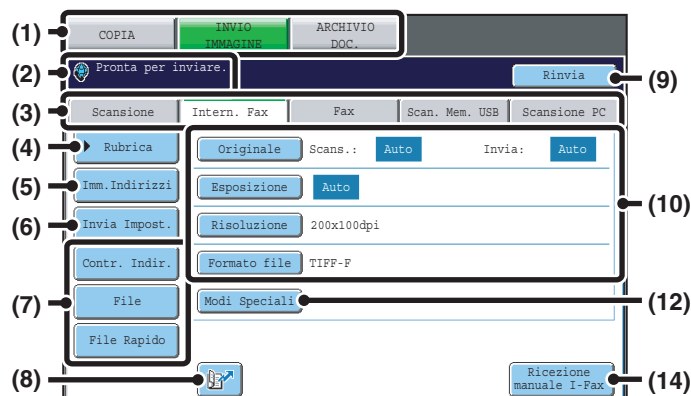 (1) COPIA INVIO IMMAGINE ARCHIVIO DOC.
(2) Pronta per inviare. Rinvia (9)
(3) Scansione Intern. Fax Fax Scan. Mem. USB Scansione PC
(4) Rubrica Originale Scans.: Auto Invia: Auto
(5) Imm.Indirizzi Esposizione Auto
(10)
(6) Invia Impost. Risoluzione 200x100dpi
Contr. Indir. Formato file TIFF-F
(7) File Modi Speciali (12)
File Rapido
(8) Ricezione manuale I-Fax (14)